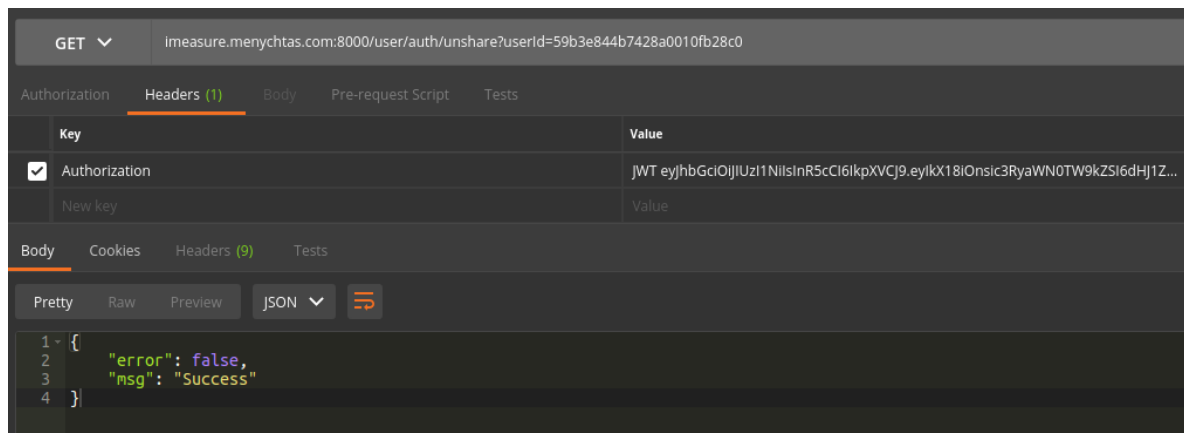 GET imeasure.menychtas.com:8000/user/auth/unshare?userId=59b3e844b7428a0010fb28c0
Authorization Headers (1) Body Pre-request Script Tests
Key Value
Authorization JWT eyJhbGciOiJIUzI1NiIsInR5cCI6IkpXVCJ9.eyIkX18iOnsic3RyaWN0TW9kZSI6dHJ1Z...
New key Value
Body Cookies Headers (9) Tests
Pretty Raw Preview JSON
1 {
2 "error": false,
3 "msg": "Success"
4 }